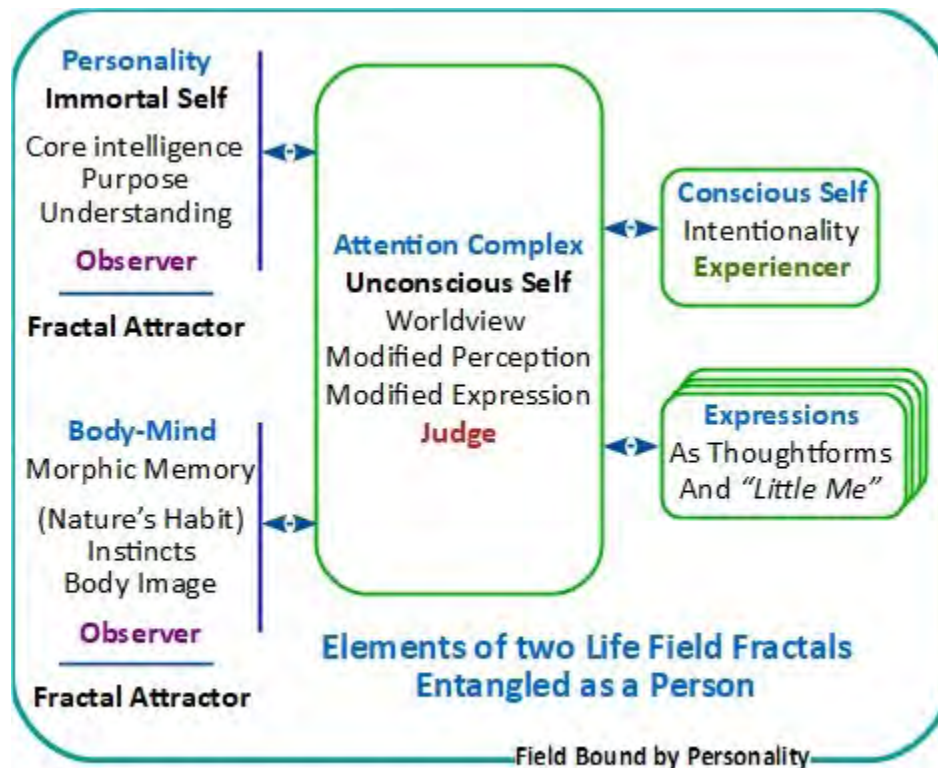 Personality
Immortal Self
Core intelligence
Purpose
Understanding
Observer
Fractal Attractor
Body-Mind
Morphic Memory
(Nature's Habit)
Instincts
Body Image
Observer
Fractal Attractor
Attention Complex
Unconscious Self
Worldview
Modified Perception
Modified Expression
Judge
Conscious Self
Intentionality
Experiencer
Expressions
As Thoughtforms
And "Little Me"
Elements of two Life Field Fractals
Entangled as a Person
Field Bound by Personality